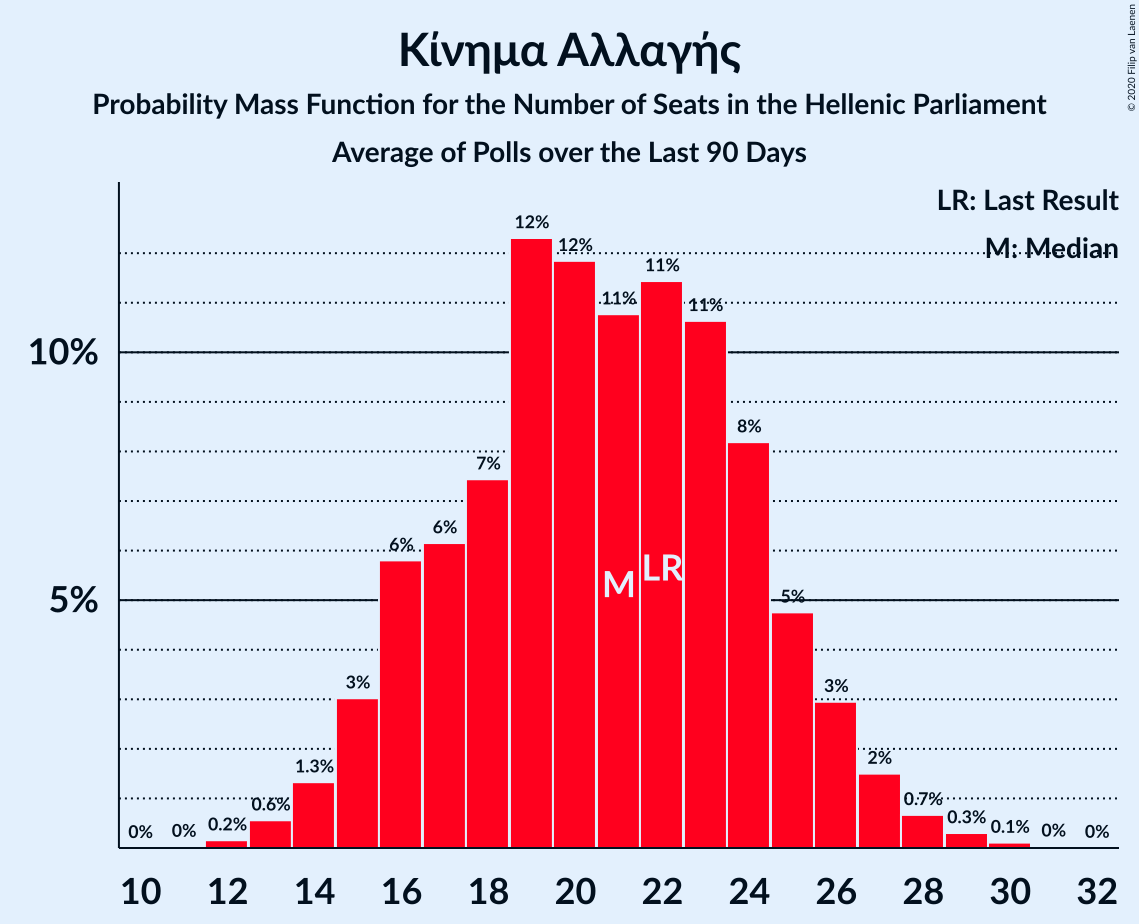 Κίνημα Αλλαγής
Probability Mass Function for the Number of Seats in the Hellenic Parliament
Average of Polls over the Last 90 Days
© 2020 Filip van Laenen
LR: Last Result
M: Median
10%
5%
0% 0% 0.2% 0.6% 1.3% 3% 6% 6% 7% 12% 12% 11% 11% 11% 8% 5% 3% 2% 0.7% 0.3% 0.1% 0% 0%
M LR
10 12 14 16 18 20 22 24 26 28 30 32